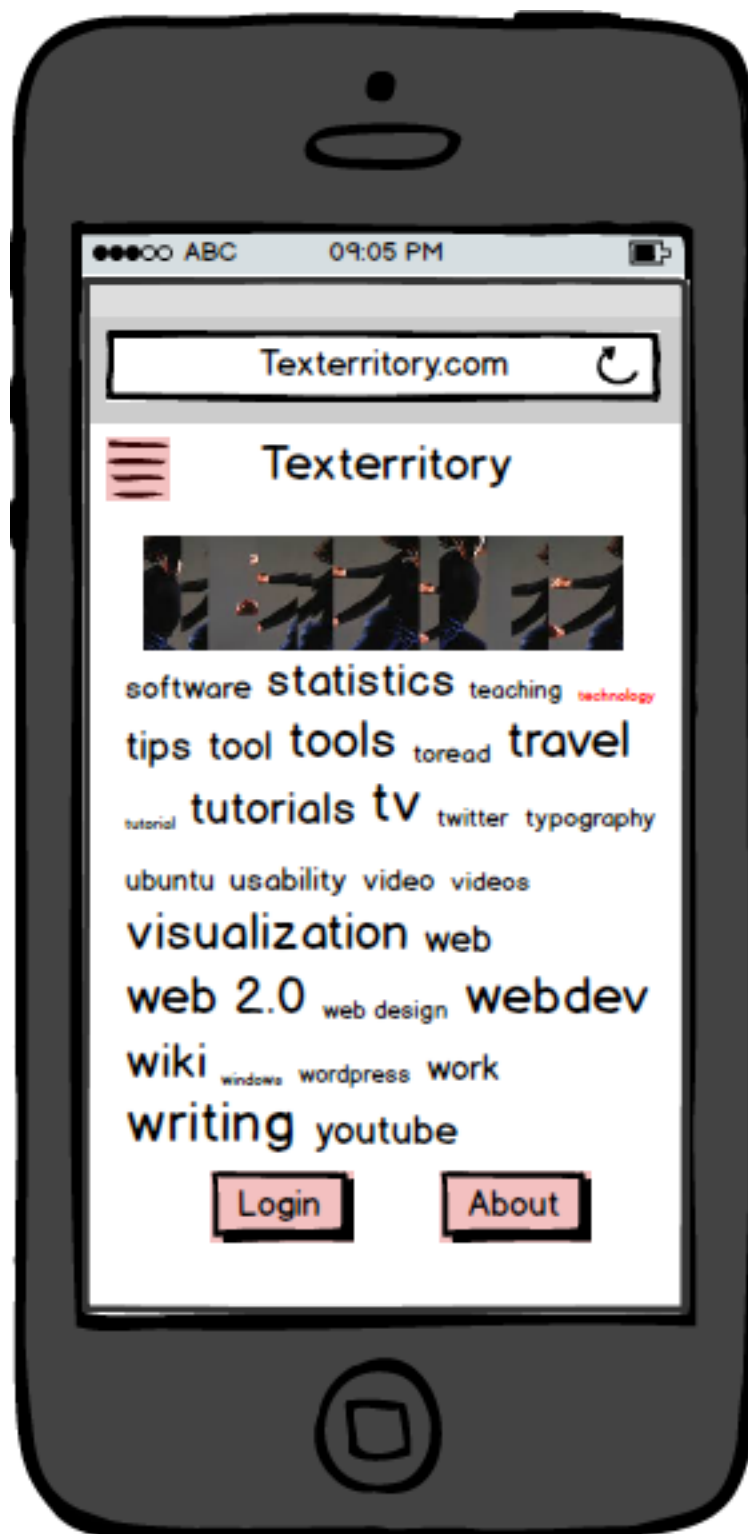 ABC 09:05 PM
Texterritory.com
Texterritory
software statistics teaching technology
tips tool tools toread travel
tutorial tutorials tv twitter typography
ubuntu usability video videos
visualization web
web 2.0 web design webdev
wiki windows wordpress work
writing youtube
Login About